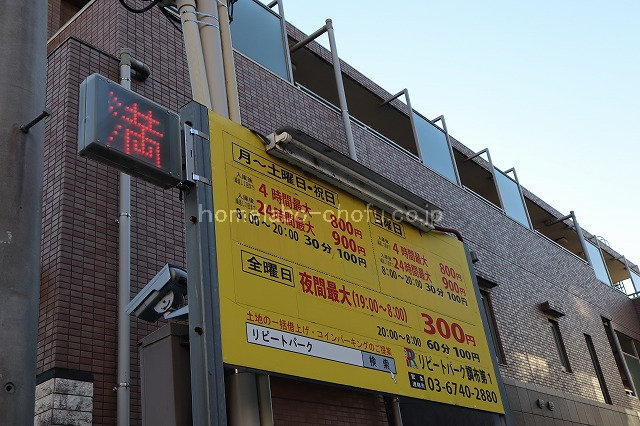 満
月～土曜日・祝日
4時間最大 800円
24時間最大 900円
8:00～20:00 30分 100円
日曜日
4時間最大 800円
24時間最大 900円
8:00～20:00 30分 100円
全曜日
夜間最大(19:00～8:00) 300円
20:00～8:00 60分 100円
土地の一括借上げ・コインパーキングのご提案
リピートパーク 検索
リピートパーク調布第1
03-6740-2880
homelabo-chofu.co.jp